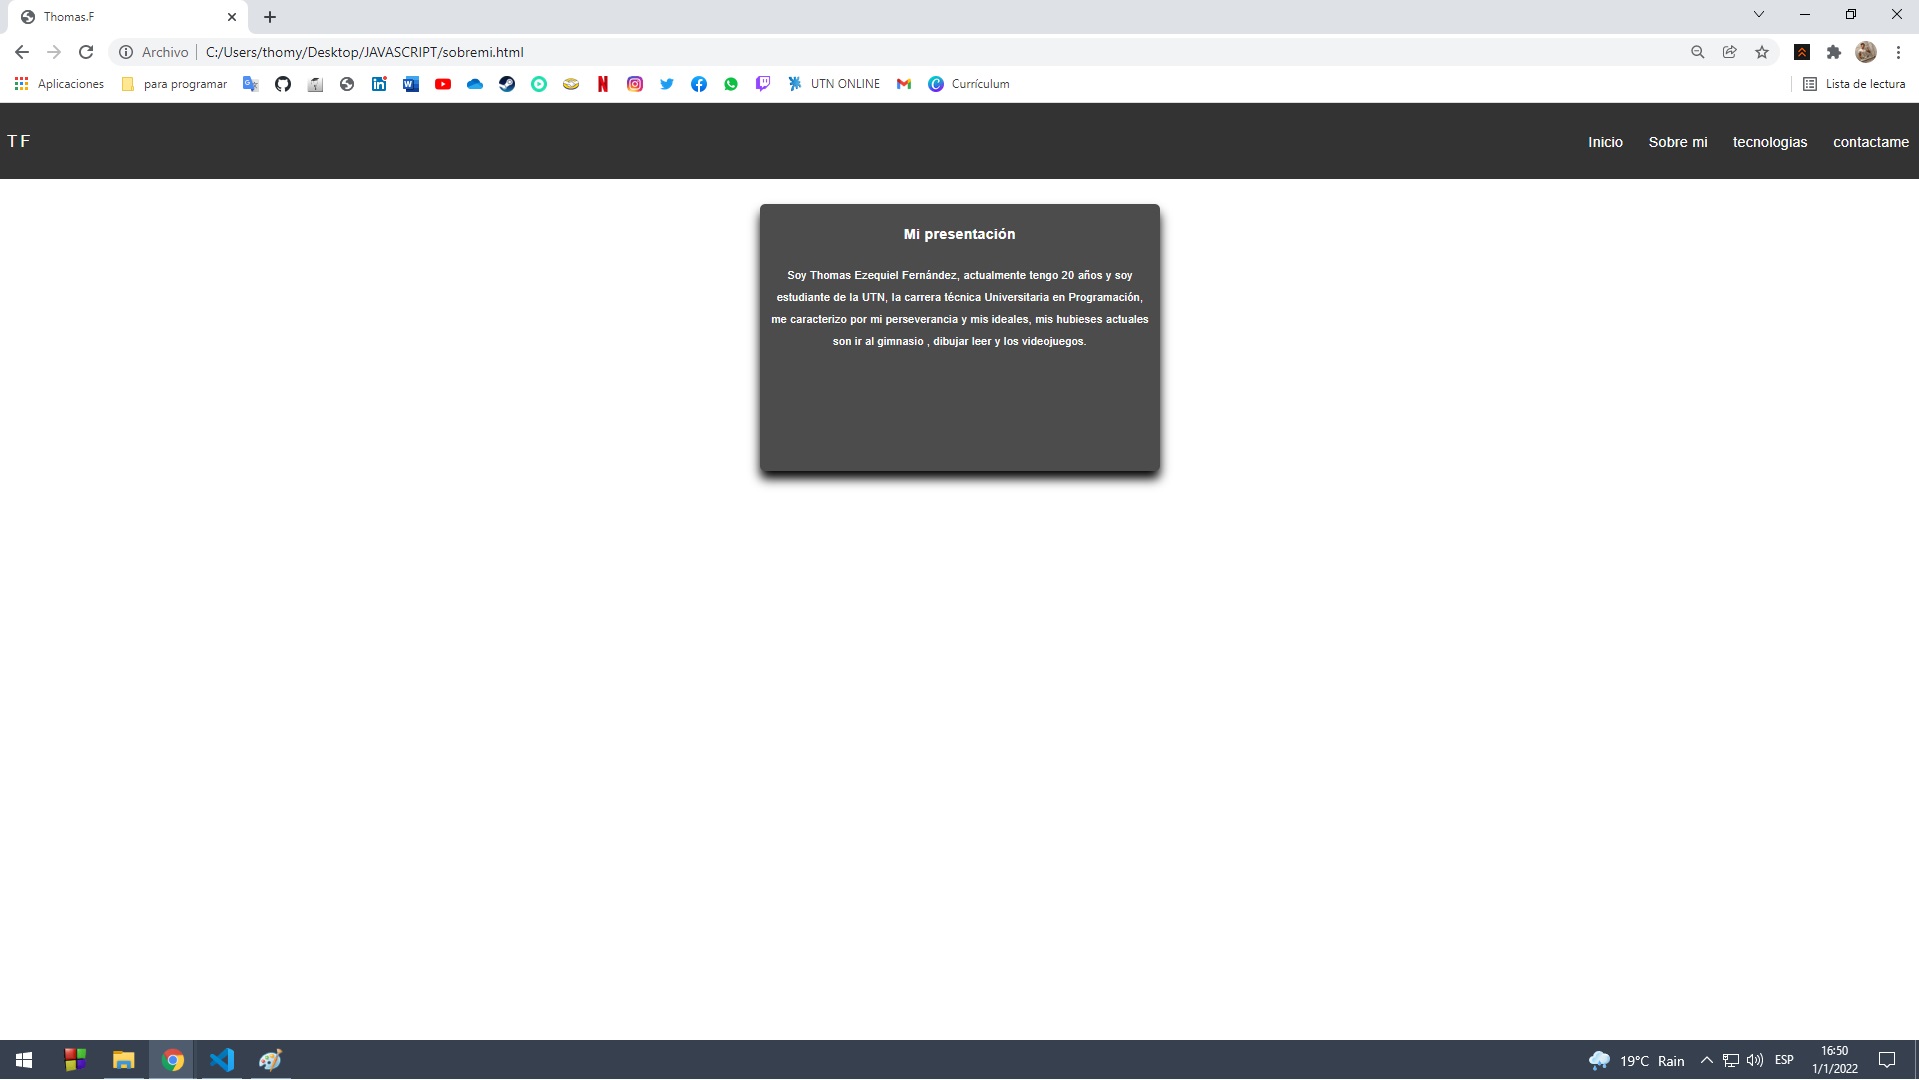 Thomas.F
Archivo C:/Users/thomy/Desktop/JAVASCRIPT/sobremi.html
Aplicaciones para programar UTN ONLINE Currículum Lista de lectura
T F Inicio Sobre mi tecnologias contactame
Mi presentación
Soy Thomas Ezequiel Fernández, actualmente tengo 20 años y soy
estudiante de la UTN, la carrera técnica Universitaria en Programación,
me caracterizo por mi perseverancia y mis ideales, mis hubieses actuales
son ir al gimnasio , dibujar leer y los videojuegos.
19°C Rain ESP 16:50
1/1/2022